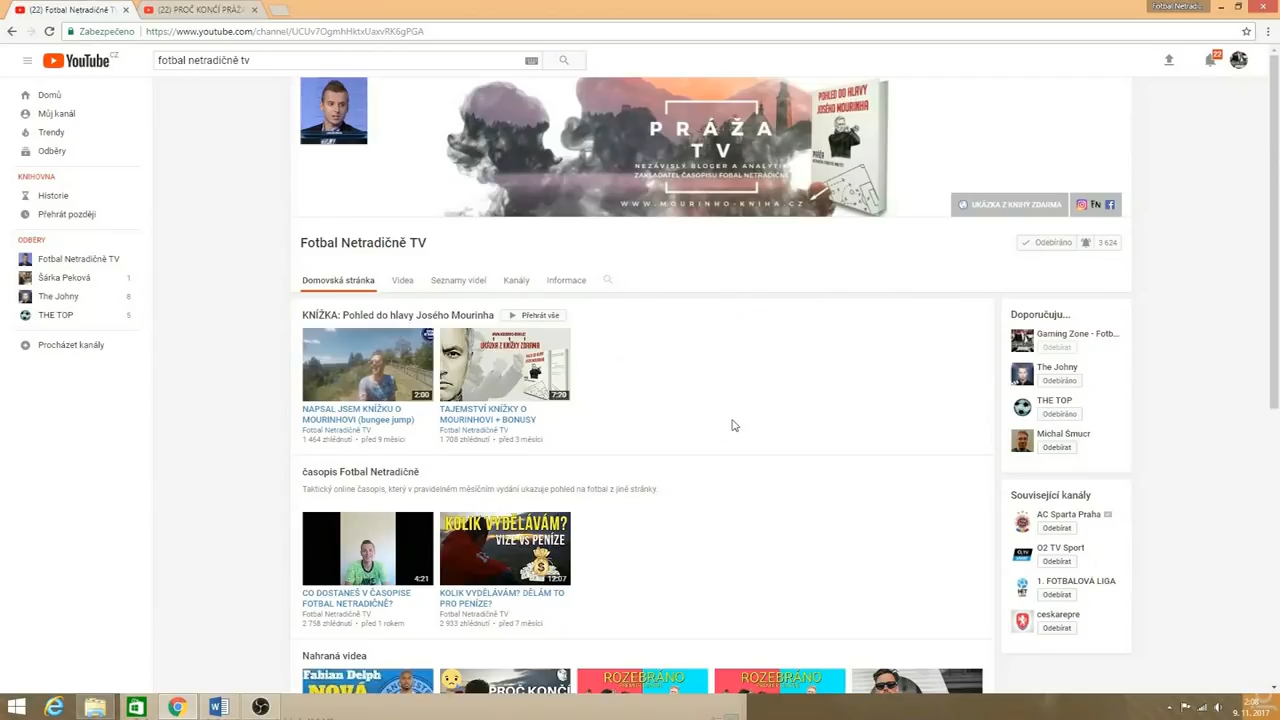 (22) Fotbal Netradičně T
(22) PROČ KONČÍ PRÁŽ
Fotbal Netradič
Zabezpečeno
https://www.youtube.com/channel/UCUv7OgmhHktxUaxvRK6gPGA
YouTube CZ
fotbal netradičně tv
22
Domů
Můj kanál
Trendy
Odběry
KNIHOVNA
Historie
Přehrát později
ODBĚRY
Fotbal Netradičně TV
Šárka Peková 1
The Johny 8
THE TOP 5
Procházet kanály
PRÁŽA
TV
NEZÁVISLÝ BLOGER A ANALYTIK
ZAKLADATEL ČASOPISU FOBAL NETRADIČNĚ
WWW.MOURINHO-KNIHA.CZ
POHLED DO HLAVY
JOSÉHO MOURINHA
UKÁZKA Z KNIHY ZDARMA
FN
Fotbal Netradičně TV
Odebíráno 3 624
Domovská stránka Videa Seznamy videí Kanály Informace
KNÍŽKA: Pohled do hlavy Josého Mourinha
Přehrát vše
2:00
UKÁZKA Z KNÍHY ZDARMA
7:20
NAPSAL JSEM KNÍŽKU O
MOURINHOVI (bungee jump)
Fotbal Netradičně TV
1 464 zhlédnutí • před 9 měsíci
TAJEMSTVÍ KNÍŽKY O
MOURINHOVI + BONUSY
Fotbal Netradičně TV
1 708 zhlédnutí • před 3 měsíci
časopis Fotbal Netradičně
Taktický online časopis, který v pravidelném měsíčním vydání ukazuje pohled na fotbal z jiné stránky.
4:21
KOLIK VYDĚLÁVÁM?
VIZE VS PENÍZE
12:07
CO DOSTANEŠ V ČASOPISE
FOTBAL NETRADIČNĚ?
Fotbal Netradičně TV
2 758 zhlédnutí • před 1 rokem
KOLIK VYDĚLÁVÁM? DĚLÁM TO
PRO PENÍZE?
Fotbal Netradičně TV
2 933 zhlédnutí • před 7 měsíci
Nahraná videa
Fabian Delph
NOVÁ
PROČ KONČÍ
ROZEBRÁNO
ROZEBRÁNO
Doporučuju...
Gaming Zone - Fotb...
Odebírat
The Johny
Odebíráno
THE TOP
Odebíráno
Michal Šmucr
Odebírat
Související kanály
AC Sparta Praha
Odebírat
O2 TV Sport
Odebírat
1. FOTBALOVÁ LIGA
Odebírat
ceskarepre
Odebírat
2:08
9. 11. 2017